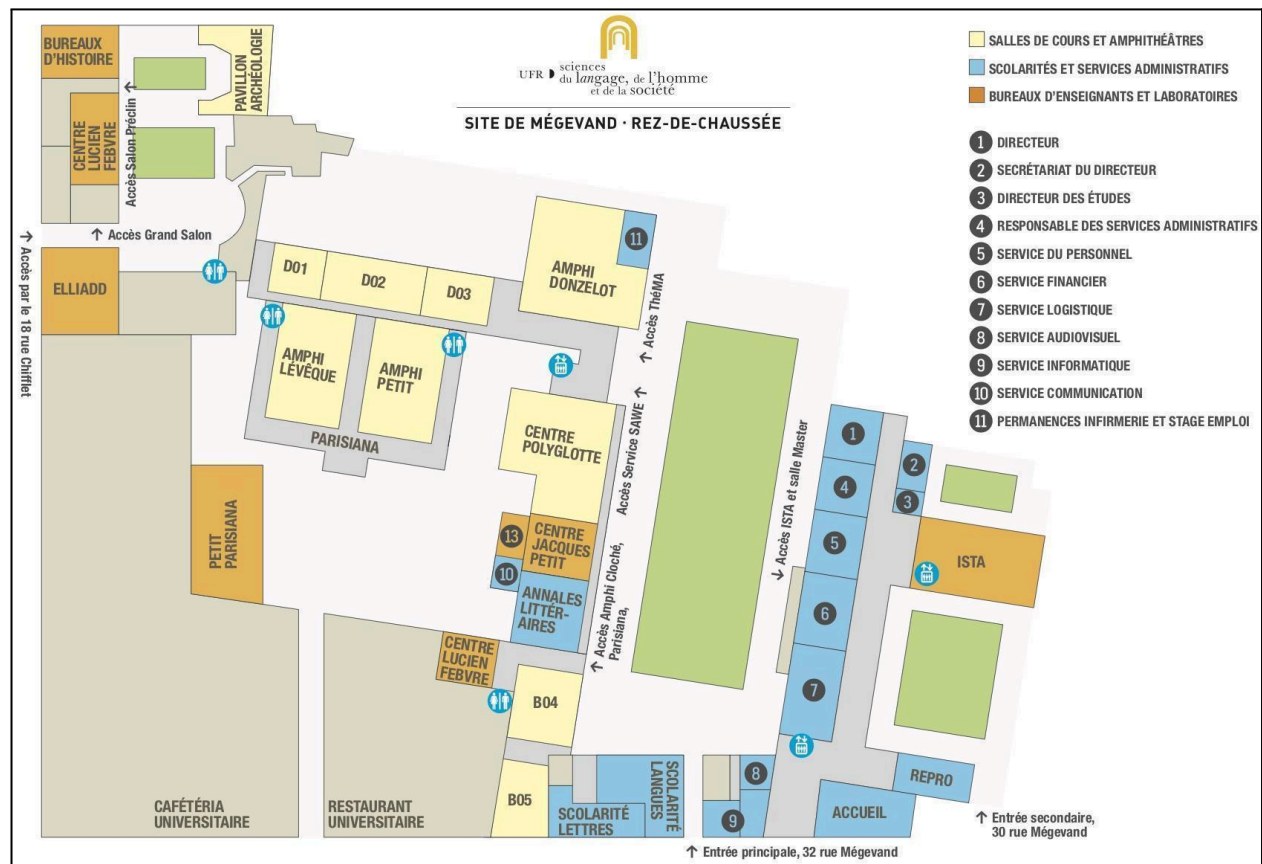 UFR sciences
du langage, de l'homme
et de la société
SITE DE MÉGEVAND · REZ-DE-CHAUSSÉE
SALLES DE COURS ET AMPHITHÉÂTRES
SCOLARITÉS ET SERVICES ADMINISTRATIFS
BUREAUX D'ENSEIGNANTS ET LABORATOIRES
1 DIRECTEUR
2 SECRÉTARIAT DU DIRECTEUR
3 DIRECTEUR DES ÉTUDES
4 RESPONSABLE DES SERVICES ADMINISTRATIFS
5 SERVICE DU PERSONNEL
6 SERVICE FINANCIER
7 SERVICE LOGISTIQUE
8 SERVICE AUDIOVISUEL
9 SERVICE INFORMATIQUE
10 SERVICE COMMUNICATION
11 PERMANENCES INFIRMERIE ET STAGE EMPLOI
BUREAUX
D'HISTOIRE
PAVILLON
ARCHÉOLOGIE
CENTRE
LUCIEN
FEBVRE
Accès Salon Préclin →
↑ Accès Grand Salon
→ Accès par le 18 rue Chifflet
ELLIADD
D01
D02
D03
AMPHI
DONZELOT
11
→ Accès ThéMA
AMPHI
LÉVÊQUE
AMPHI
PETIT
PARISIANA
CENTRE
POLYGLOTTE
Accès Service SAWE →
→ Accès Amphi Cloché,
Parisiana,
PETIT
PARISIANA
13
CENTRE
JACQUES
PETIT
10
ANNALES
LITTÉR-
AIRES
CENTRE
LUCIEN
FEBVRE
B04
B05
← Accès ISTA et salle Master
1
2
3
4
5
6
7
ISTA
8
9
REPRO
ACCUEIL
SCOLARITÉ
LANGUES
SCOLARITÉ
LETTRES
CAFÉTÉRIA
UNIVERSITAIRE
RESTAURANT
UNIVERSITAIRE
↑ Entrée secondaire,
30 rue Mégevand
↑ Entrée principale, 32 rue Mégevand